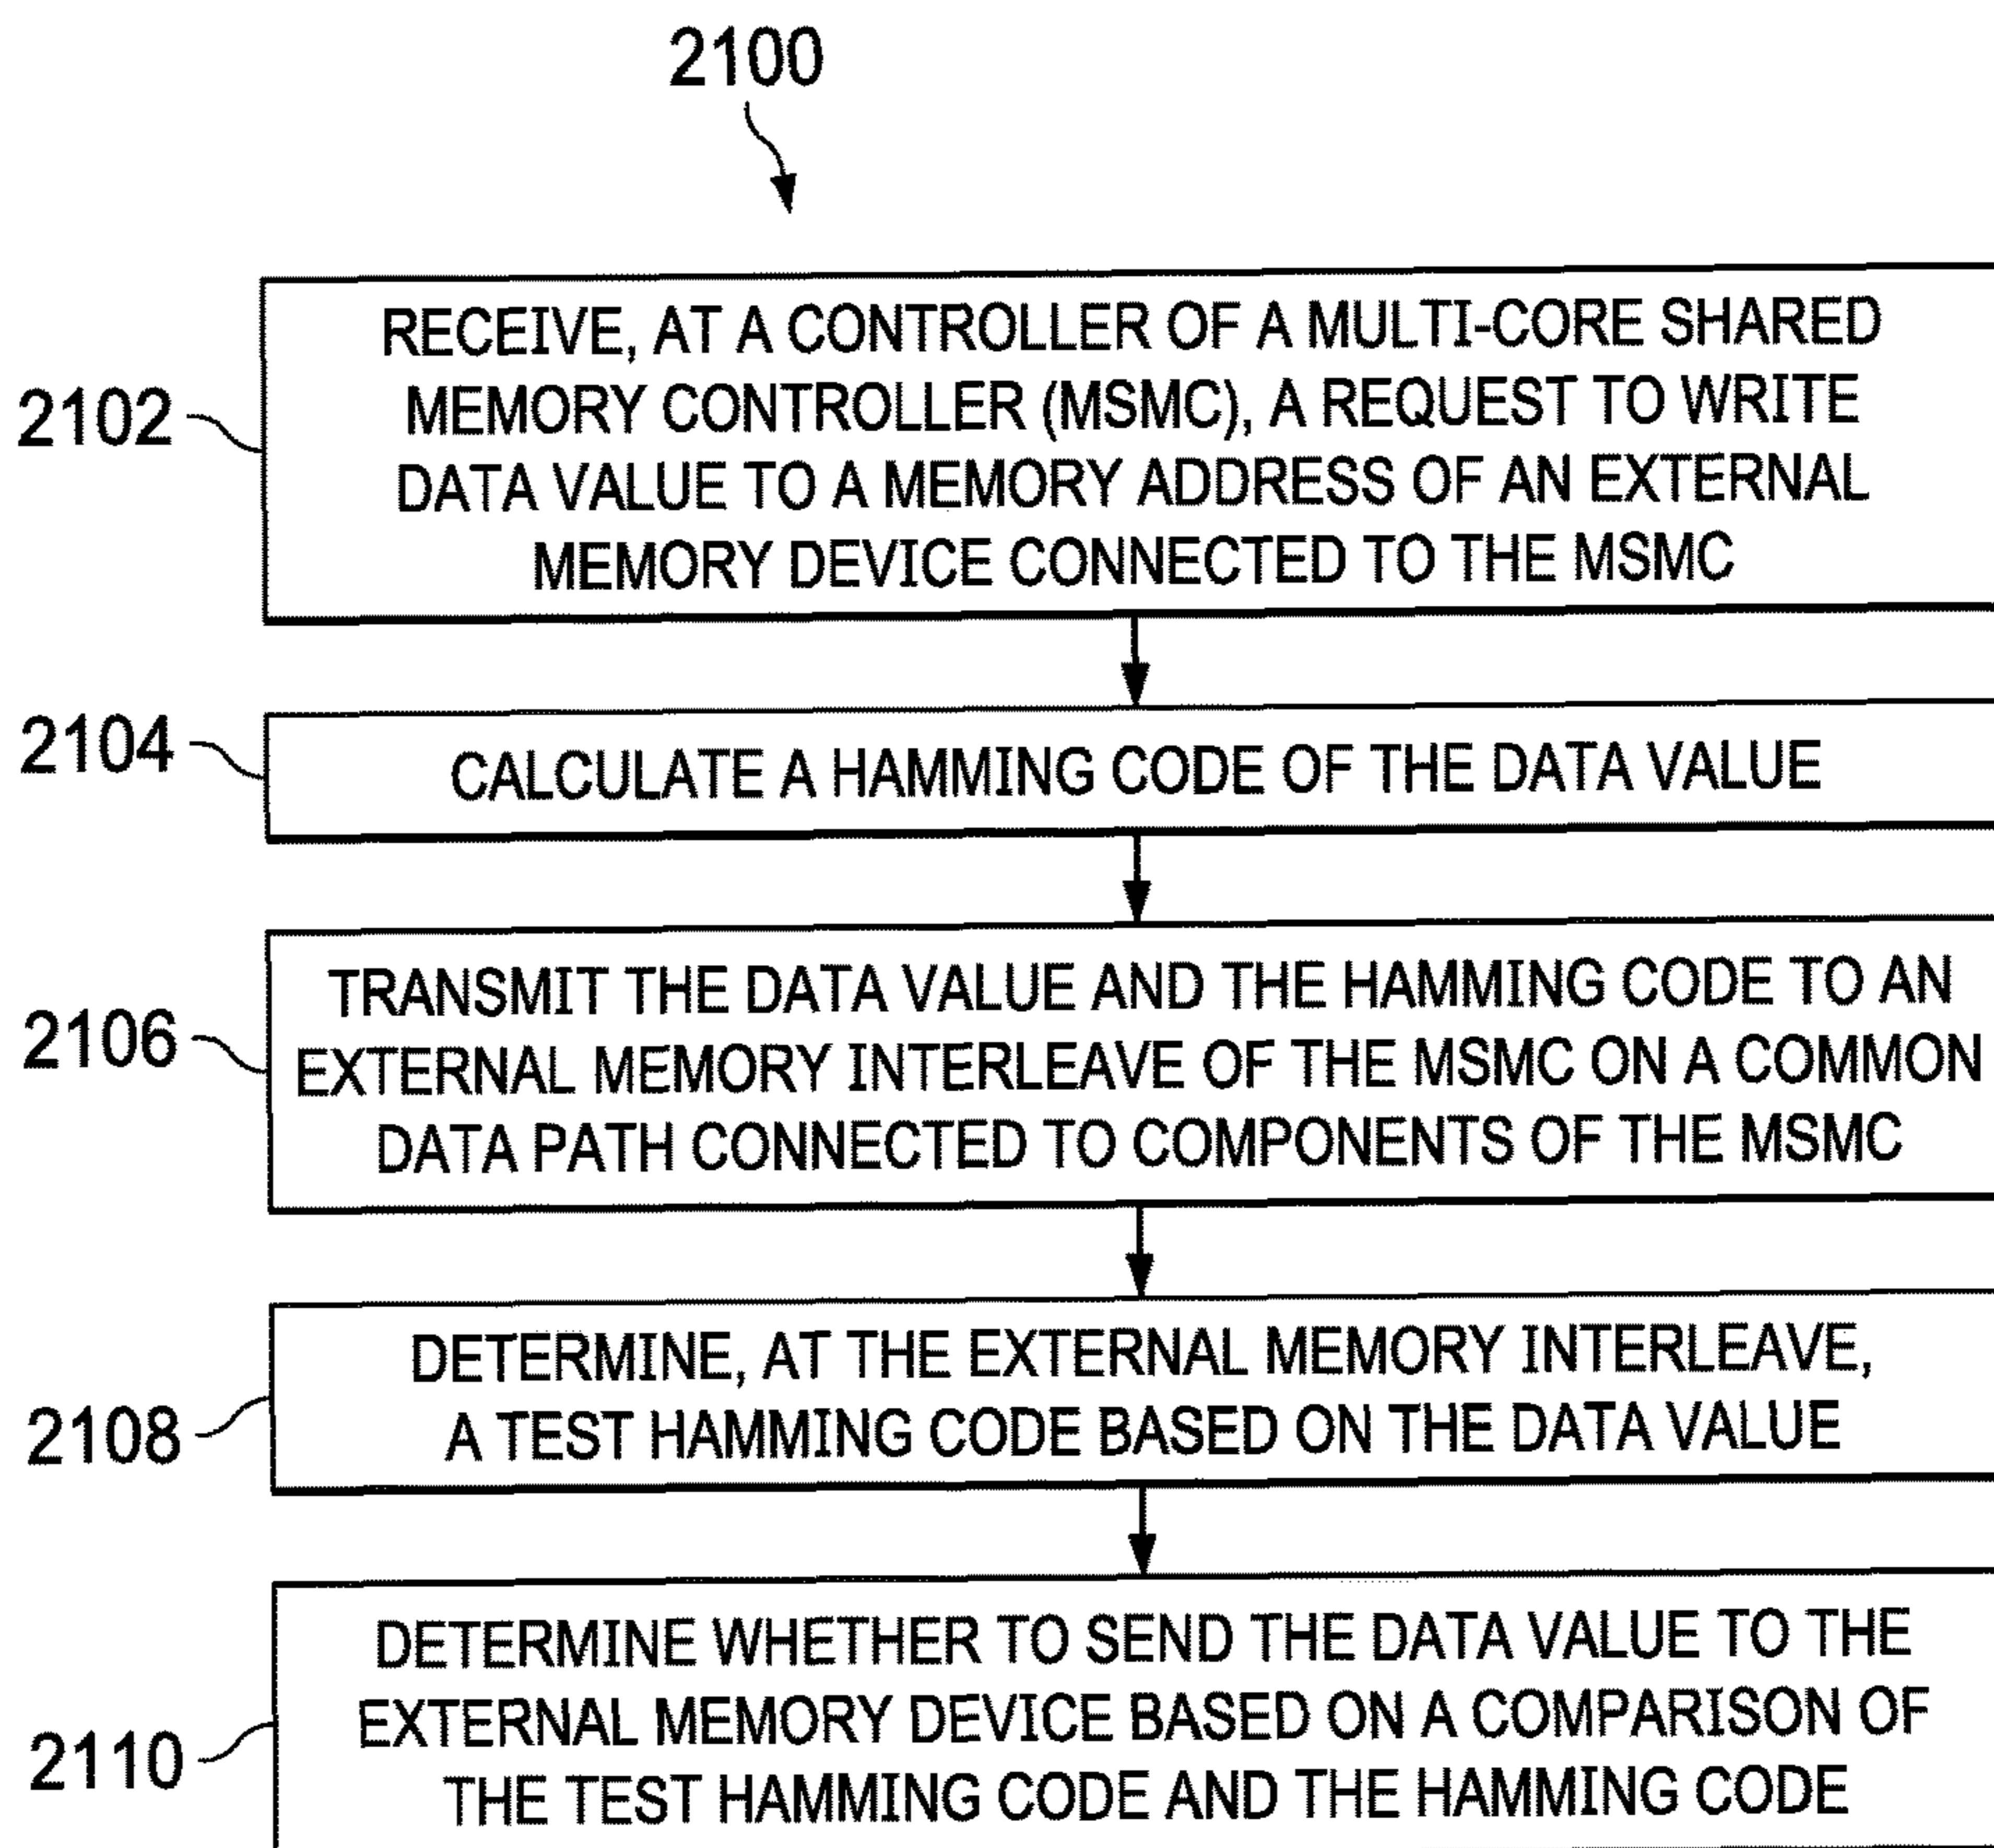 2100
2102
RECEIVE, AT A CONTROLLER OF A MULTI-CORE SHARED
MEMORY CONTROLLER (MSMC), A REQUEST TO WRITE
DATA VALUE TO A MEMORY ADDRESS OF AN EXTERNAL
MEMORY DEVICE CONNECTED TO THE MSMC
2104
CALCULATE A HAMMING CODE OF THE DATA VALUE
2106
TRANSMIT THE DATA VALUE AND THE HAMMING CODE TO AN
EXTERNAL MEMORY INTERLEAVE OF THE MSMC ON A COMMON
DATA PATH CONNECTED TO COMPONENTS OF THE MSMC
2108
DETERMINE, AT THE EXTERNAL MEMORY INTERLEAVE,
A TEST HAMMING CODE BASED ON THE DATA VALUE
2110
DETERMINE WHETHER TO SEND THE DATA VALUE TO THE
EXTERNAL MEMORY DEVICE BASED ON A COMPARISON OF
THE TEST HAMMING CODE AND THE HAMMING CODE